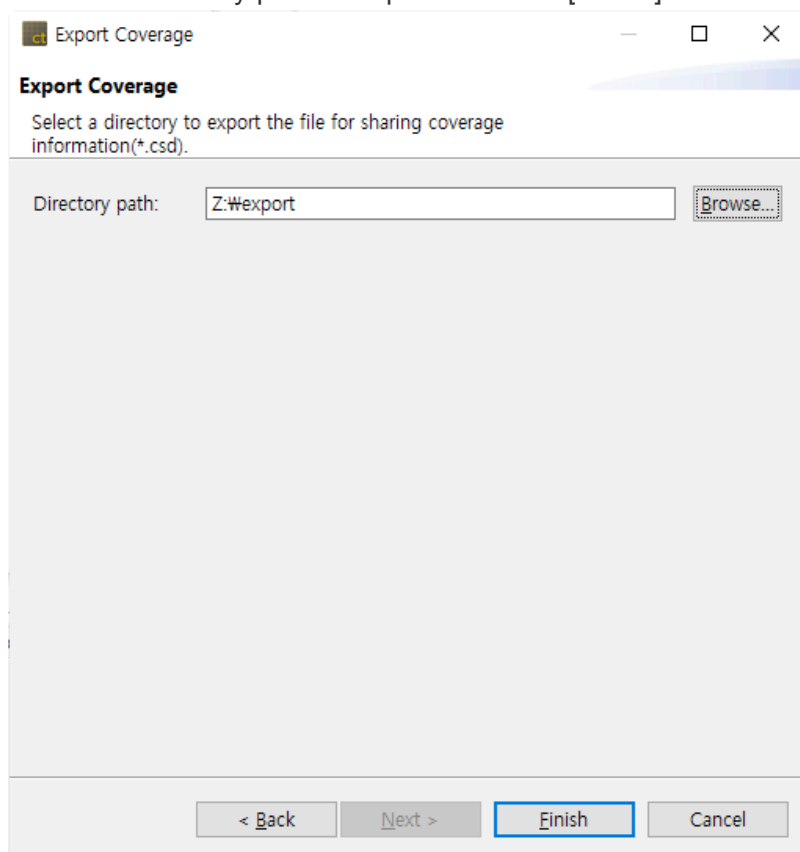 ct Export Coverage
Export Coverage
Select a directory to export the file for sharing coverage
information(*.csd).
Directory path: Z:₩export Browse...
< Back Next > Finish Cancel